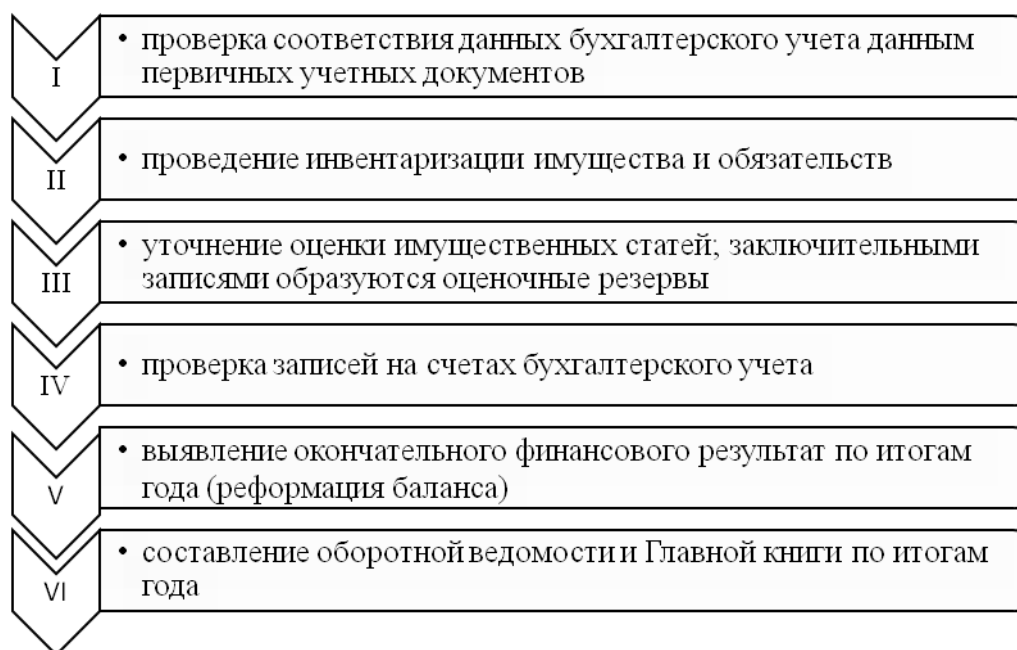 I
• проверка соответствия данных бухгалтерского учета данным
первичных учетных документов
II
• проведение инвентаризации имущества и обязательств
III
• уточнение оценки имущественных статей; заключительными
записями образуются оценочные резервы
IV
• проверка записей на счетах бухгалтерского учета
V
• выявление окончательного финансового результат по итогам
года (реформация баланса)
VI
• составление оборотной ведомости и Главной книги по итогам
года